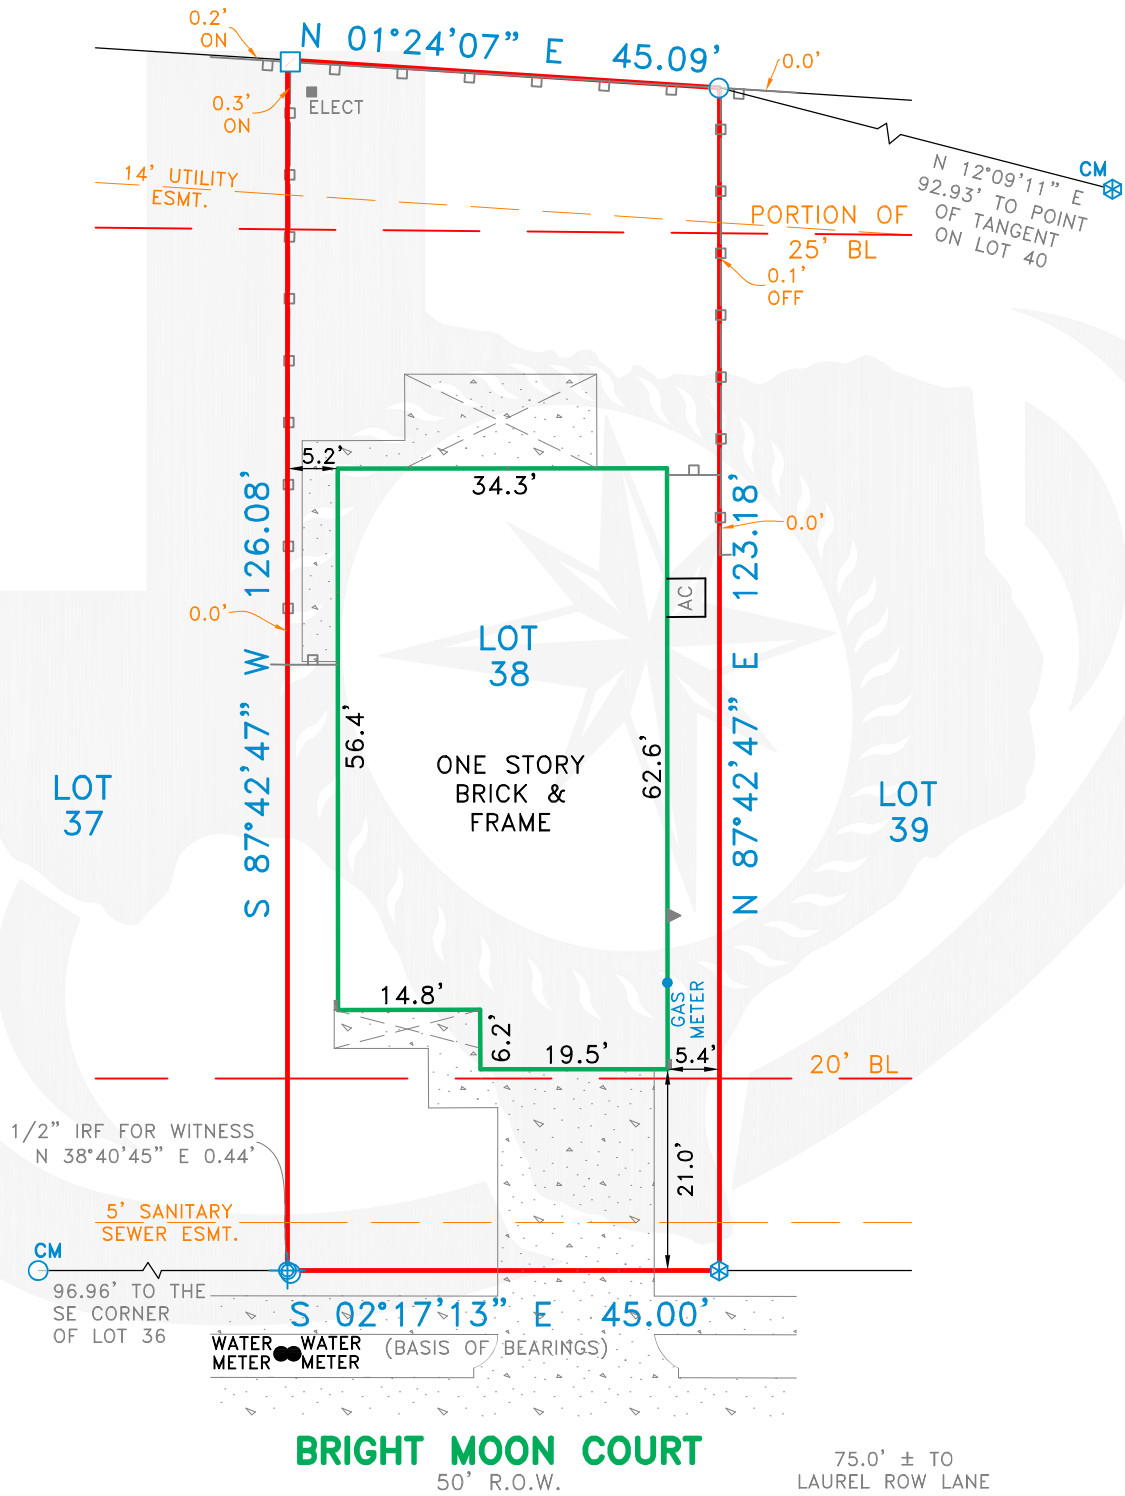 0.2’
ON
N 01°24’07” E 45.09’
0.0’
0.3’
ON
ELECT
14’ UTILITY
ESMT.
CM
N 12°09’11” E
92.93’ TO POINT
OF TANGENT
ON LOT 40
PORTION OF
25’ BL
0.1’
OFF
5.2’
34.3’
S 87°42’47” W 126.08’
N 87°42’47” E 123.18’
0.0’
AC
0.0’
LOT
38
56.4’
62.6’
ONE STORY
BRICK &
FRAME
LOT
37
LOT
39
14.8’
6.2’
19.5’
GAS
METER
5.4’
20’ BL
1/2” IRF FOR WITNESS
N 38°40’45” E 0.44’
21.0’
5’ SANITARY
SEWER ESMT.
CM
96.96’ TO THE
SE CORNER
OF LOT 36
S 02°17’13” E 45.00’
(BASIS OF BEARINGS)
WATER
METER
WATER
METER
BRIGHT MOON COURT
50’ R.O.W.
75.0’ ± TO
LAUREL ROW LANE